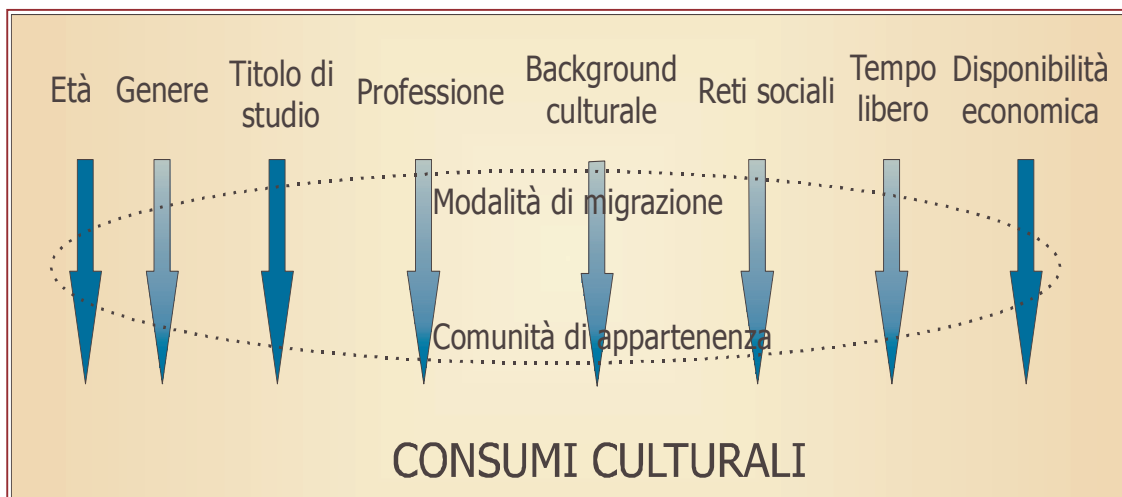 Età
Genere
Titolo di
studio
Professione
Background
culturale
Reti sociali
Tempo
libero
Disponibilità
economica
Modalità di migrazione
Comunità di appartenenza
CONSUMI CULTURALI